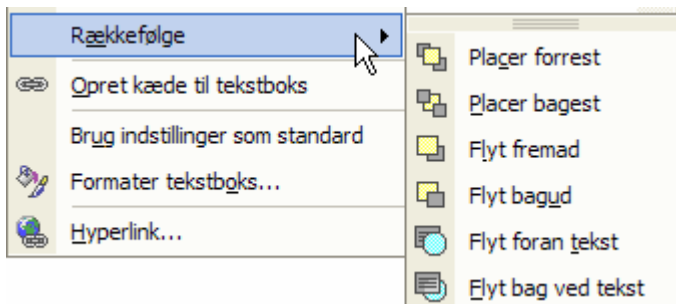 Rækkefølge
Opret kæde til tekstboks
Brug indstillinger som standard
Formater tekstboks...
Hyperlink...
Placer forrest
Placer bagest
Flyt fremad
Flyt bagud
Flyt foran tekst
Flyt bag ved tekst